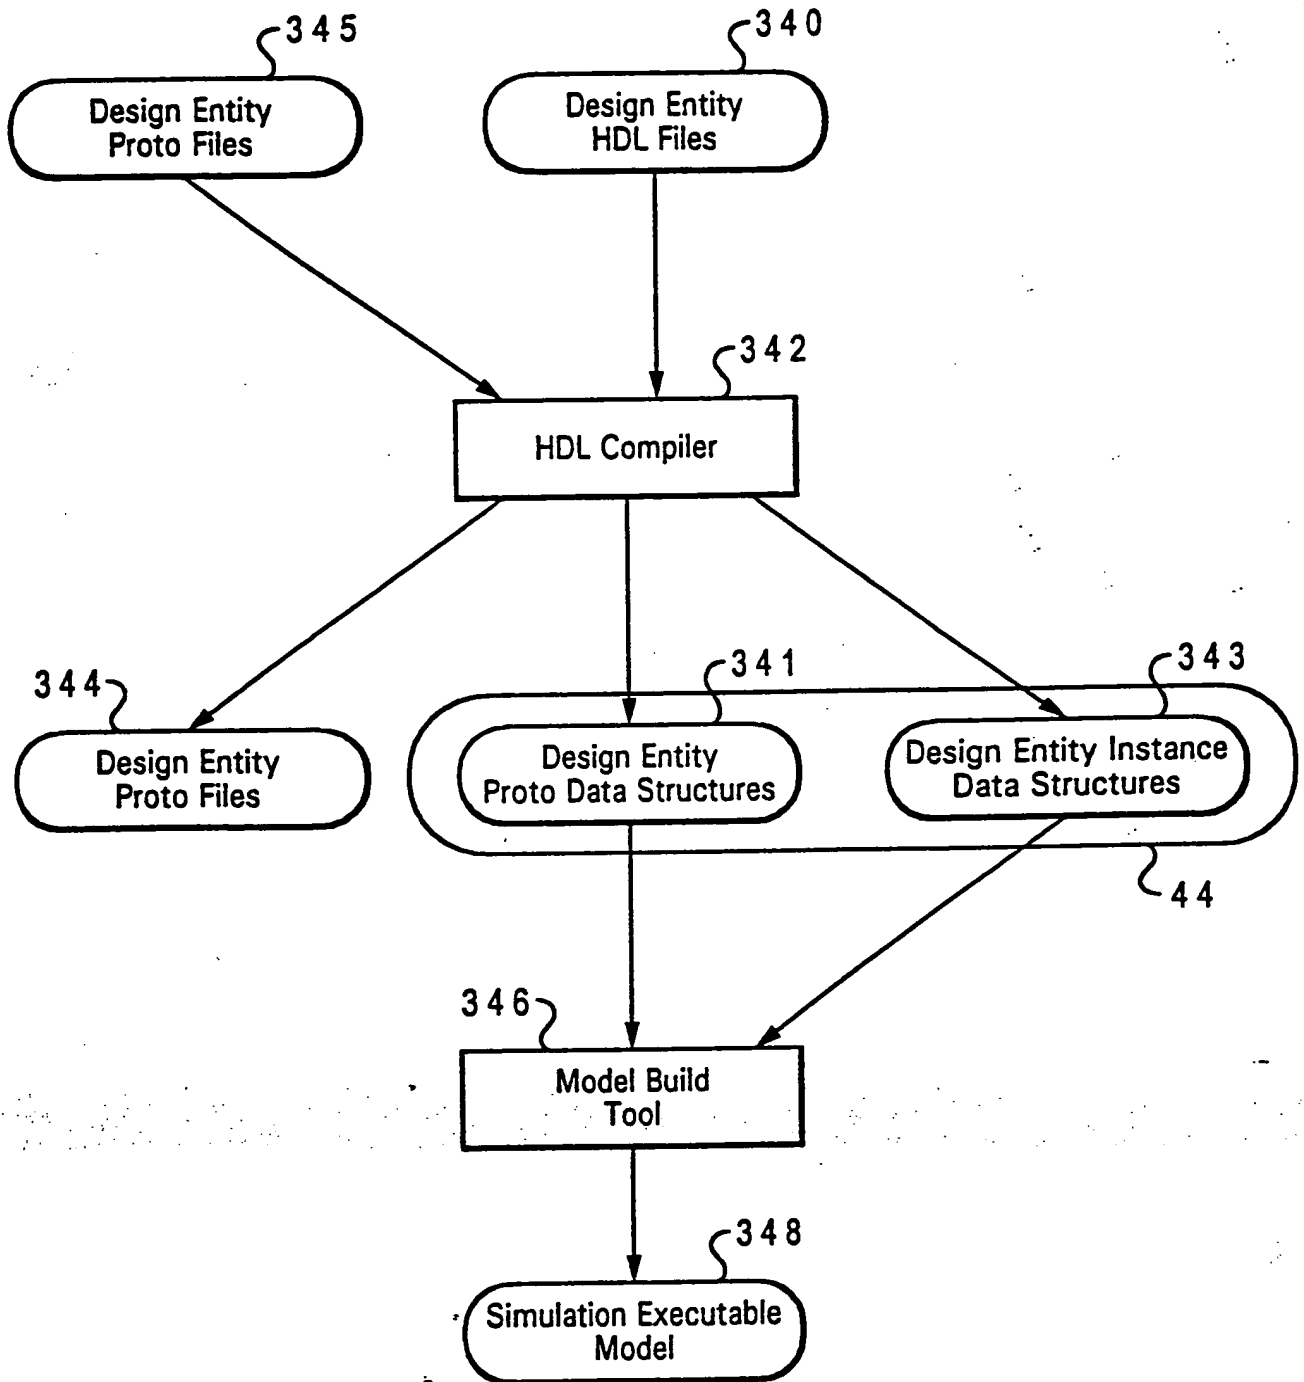 345
340
Design Entity
Proto Files
Design Entity
HDL Files
342
HDL Compiler
344
341
343
Design Entity
Proto Files
Design Entity
Proto Data Structures
Design Entity Instance
Data Structures
44
346
Model Build
Tool
348
Simulation Executable
Model